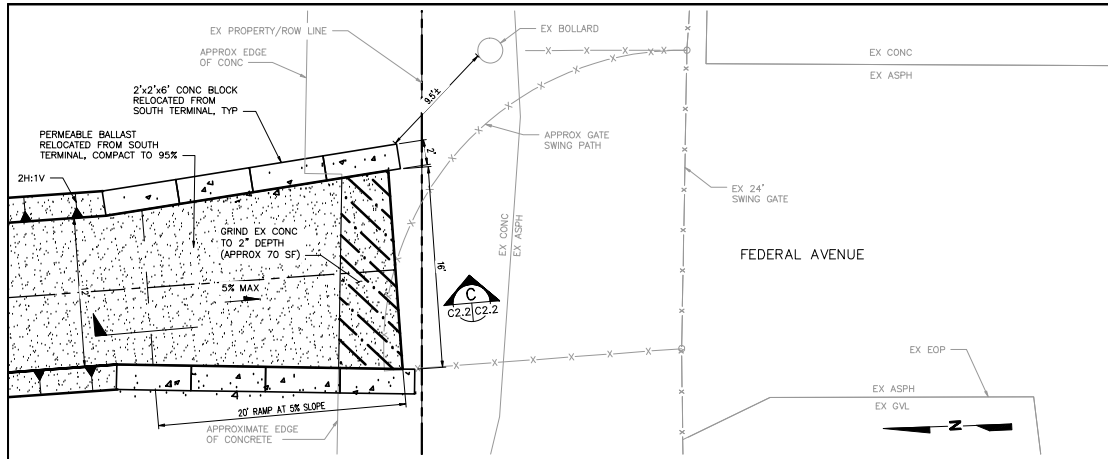 EX PROPERTY/ROW LINE
EX BOLLARD
APPROX EDGE
OF CONC
EX CONC
EX ASPH
2'x2'x6' CONC BLOCK
RELOCATED FROM
SOUTH TERMINAL, TYP
9.5'±
PERMEABLE BALLAST
RELOCATED FROM SOUTH
TERMINAL, COMPACT TO 95%
APPROX GATE
SWING PATH
2'
2H:1V
EX 24'
SWING GATE
GRIND EX CONC
TO 2" DEPTH
(APPROX 70 SF)
EX CONC
EX ASPH
FEDERAL AVENUE
16'
12'
5% MAX
C
C2.2 C2.2
EX EOP
EX ASPH
EX GVL
20' RAMP AT 5% SLOPE
APPROXIMATE EDGE
OF CONCRETE
N